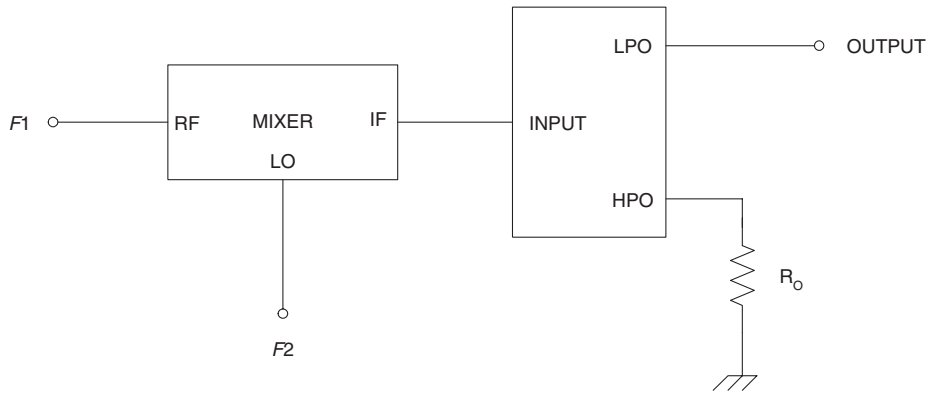 LPO
OUTPUT
F1
RF
MIXER
IF
INPUT
LO
HPO
RO
F2